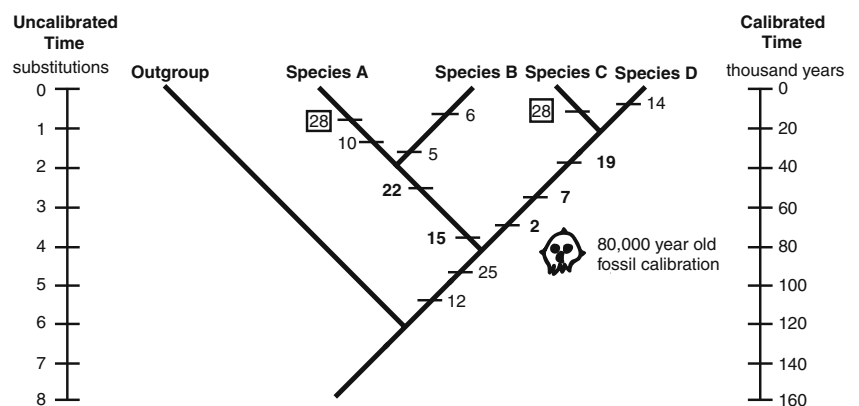 Uncalibrated
Time
substitutions
Calibrated
Time
thousand years
Outgroup
Species A
Species B
Species C
Species D
0
1
2
3
4
5
6
7
8
28
10
6
5
22
15
28
14
19
7
2
25
12
80,000 year old
fossil calibration
0
20
40
60
80
100
120
140
160